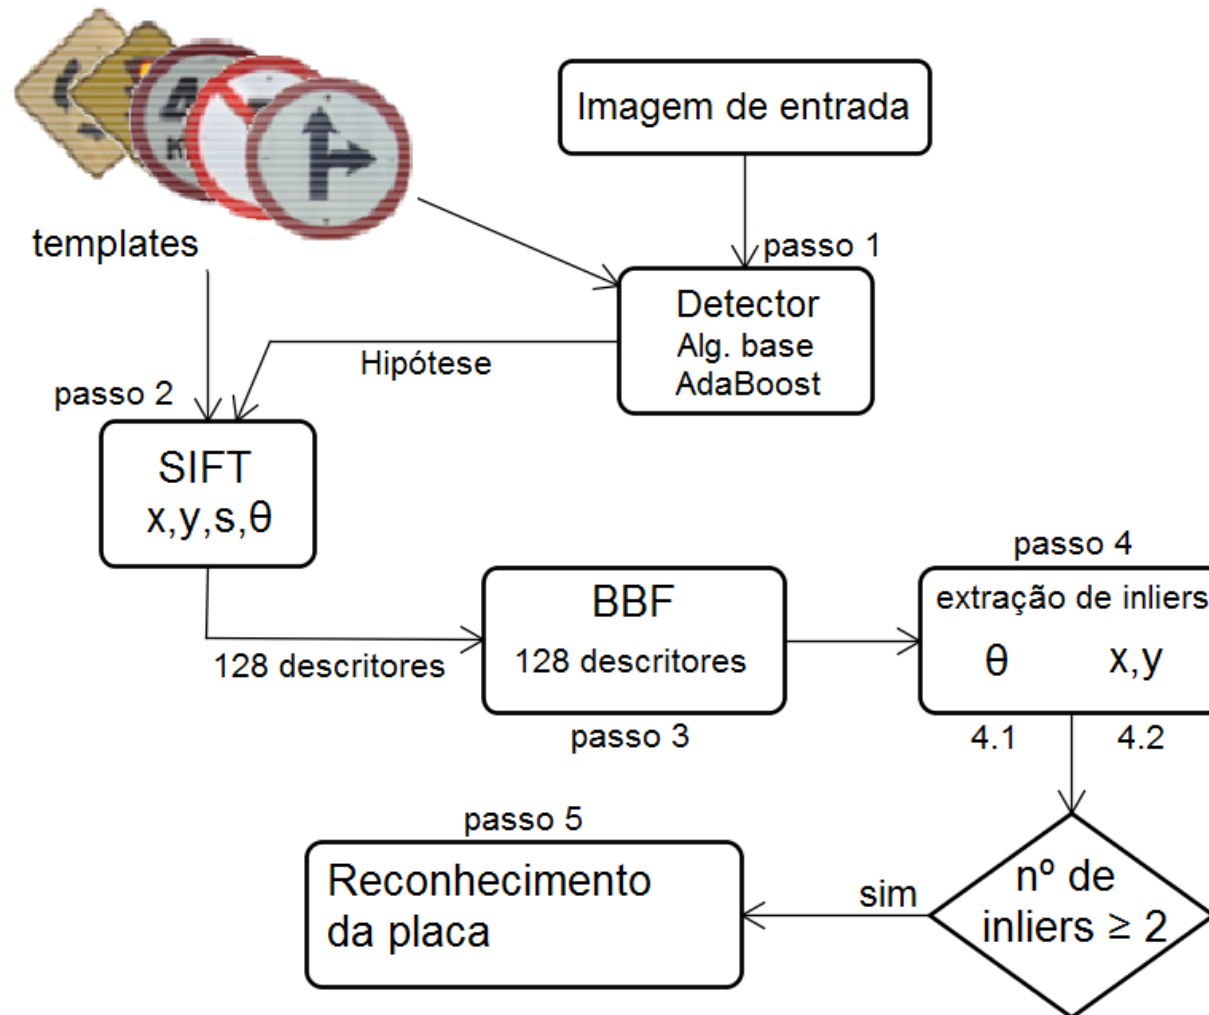 Imagem de entrada
templates
passo 1
Detector
Alg. base
AdaBoost
Hipótese
passo 2
SIFT
x,y,s,θ
128 descritores
BBF
128 descritores
passo 3
passo 4
extração de inliers
θ x,y
4.1 4.2
nº de
inliers ≥ 2
sim
passo 5
Reconhecimento
da placa